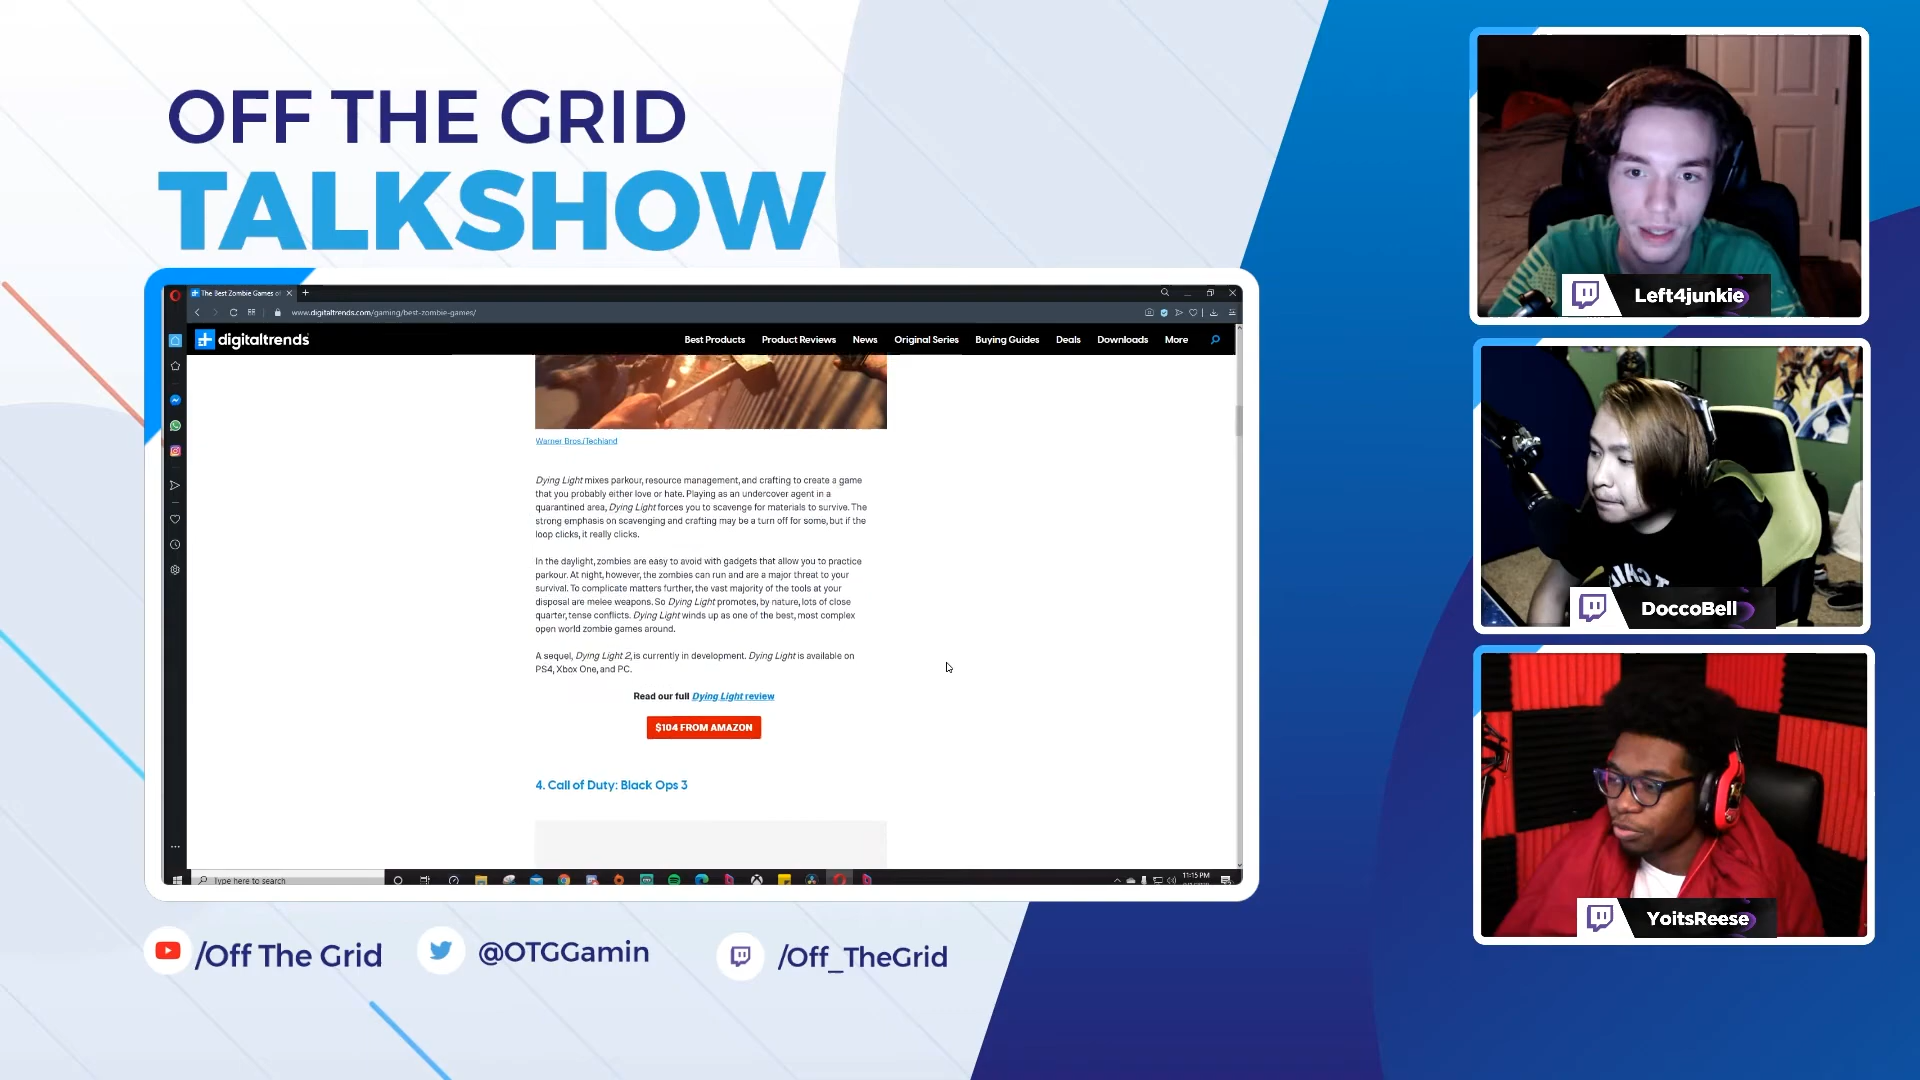 OFF THE GRID
TALKSHOW
The Best Zombie Games of
www.digitaltrends.com/gaming/best-zombie-games/
digitaltrends
Best Products
Product Reviews
News
Original Series
Buying Guides
Deals
Downloads
More
Warner Bros./Techland
Dying Light mixes parkour, resource management, and crafting to create a game
that you probably either love or hate. Playing as an undercover agent in a
quarantined area, Dying Light forces you to scavenge for materials to survive. The
strong emphasis on scavenging and crafting may be a turn off for some, but if the
loop clicks, it really clicks.
In the daylight, zombies are easy to avoid with gadgets that allow you to practice
parkour. At night, however, the zombies can run and are a major threat to your
survival. To complicate matters further, the vast majority of the tools at your
disposal are melee weapons. So Dying Light promotes, by nature, lots of close
quarter, tense conflicts. Dying Light winds up as one of the best, most complex
open world zombie games around.
A sequel, Dying Light 2, is currently in development. Dying Light is available on
PS4, Xbox One, and PC.
Read our full Dying Light review
$104 FROM AMAZON
4. Call of Duty: Black Ops 3
Type here to search
11:15 PM
/Off The Grid
@OTGGamin
/Off_TheGrid
Left4junkie
DoccoBell
YoitsReese